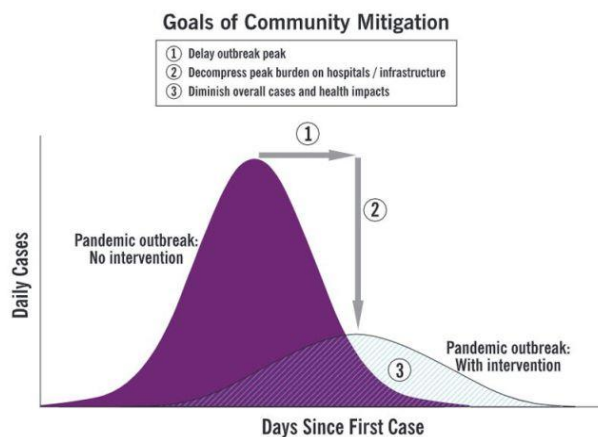 Goals of Community Mitigation
① Delay outbreak peak
② Decompress peak burden on hospitals / infrastructure
③ Diminish overall cases and health impacts
①
②
Pandemic outbreak:
No intervention
Daily Cases
Pandemic outbreak:
With intervention
③
Days Since First Case